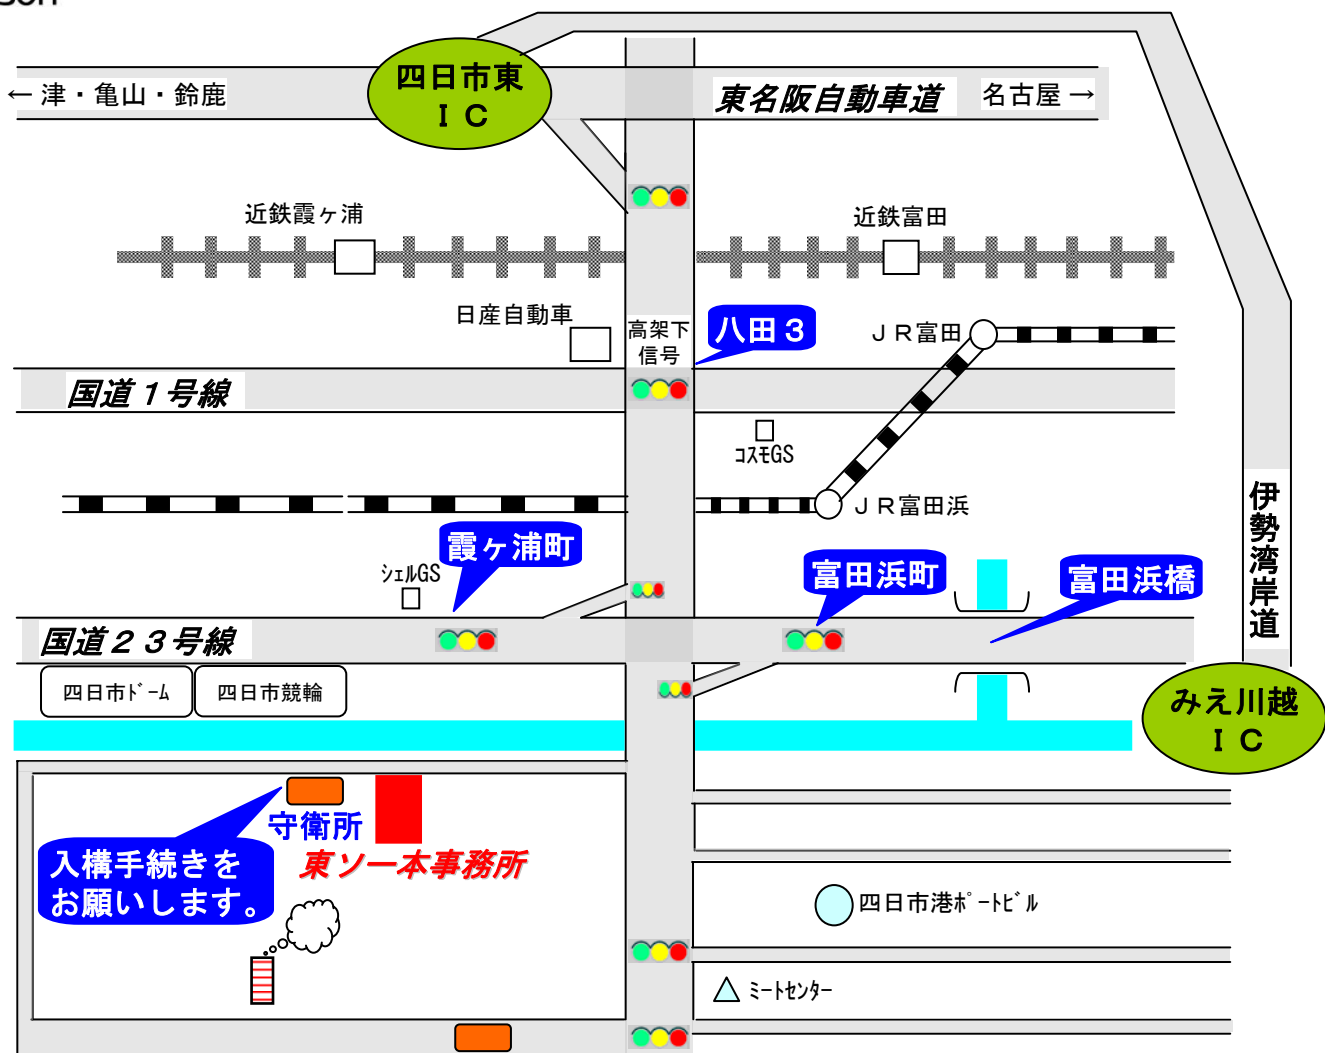 四日市東
ＩＣ
←津・亀山・鈴鹿
東名阪自動車道
名古屋→
近鉄霞ヶ浦
近鉄富田
日産自動車
高架下
信号
八田３
ＪＲ富田
国道１号線
ｺｽﾓGS
ＪＲ富田浜
伊勢湾岸道
霞ヶ浦町
ｼｪﾙGS
富田浜町
富田浜橋
国道２３号線
四日市ﾄﾞｰﾑ
四日市競輪
みえ川越
ＩＣ
守衛所
東ソー本事務所
入構手続きを
お願いします。
四日市港ﾎﾟｰﾄﾋﾞﾙ
ﾐｰﾄｾﾝﾀｰ